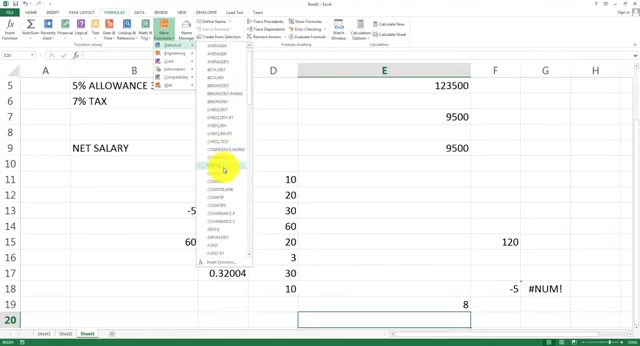 Book1 - Excel
FILE HOME INSERT PAGE LAYOUT FORMULAS DATA REVIEW VIEW DEVELOPER Load Test Team
Sign in
Insert Function
AutoSum
Recently Used
Financial
Logical
Text
Date & Time
Lookup & Reference
Math & Trig
More Functions
Name Manager
Define Name
Create from Selection
Trace Precedents
Trace Dependents
Remove Arrows
Show Formulas
Error Checking
Evaluate Formula
Watch Window
Calculation Options
Calculate Now
Calculate Sheet
Function Library
Formula Auditing
Calculation
Statistical
Engineering
Cube
Information
Compatibility
Web
AVERAGEA
AVERAGEIF
AVERAGEIFS
BETA.DIST
BETA.INV
BINOM.DIST
BINOM.DIST.RANGE
BINOM.INV
CHISQ.DIST
CHISQ.DIST.RT
CHISQ.INV
CHISQ.INV.RT
CHISQ.TEST
CONFIDENCE.NORM
COUNTBLANK
COUNTIF
COUNTIFS
COVARIANCE.P
COVARIANCE.S
DEVSQ
EXPON.DIST
F.DIST
F.DIST.RT
Insert Function...
E20
A B D E F G H
5 5% ALLOWANCE 123500
6 7% TAX
7 9500
8
9 NET SALARY 9500
10
11 10
12 20
13 -5 30
14 60
15 60 20 120
16 3
17 0.32004 30
18 10 -5 #NUM!
19 8
20
Sheet1 Sheet2 Sheet3